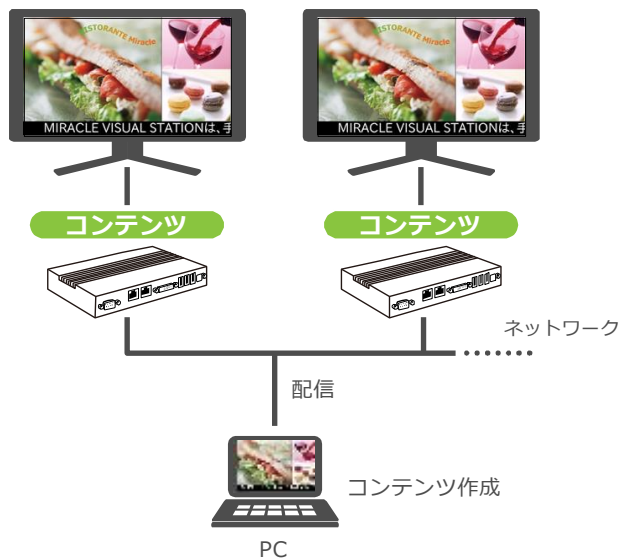 RISTORANTE Miracle
RISTORANTE Miracle
MIRACLE VISUAL STATIONは、手
MIRACLE VISUAL STATIONは、手
コンテンツ
コンテンツ
ネットワーク
配信
コンテンツ作成
PC